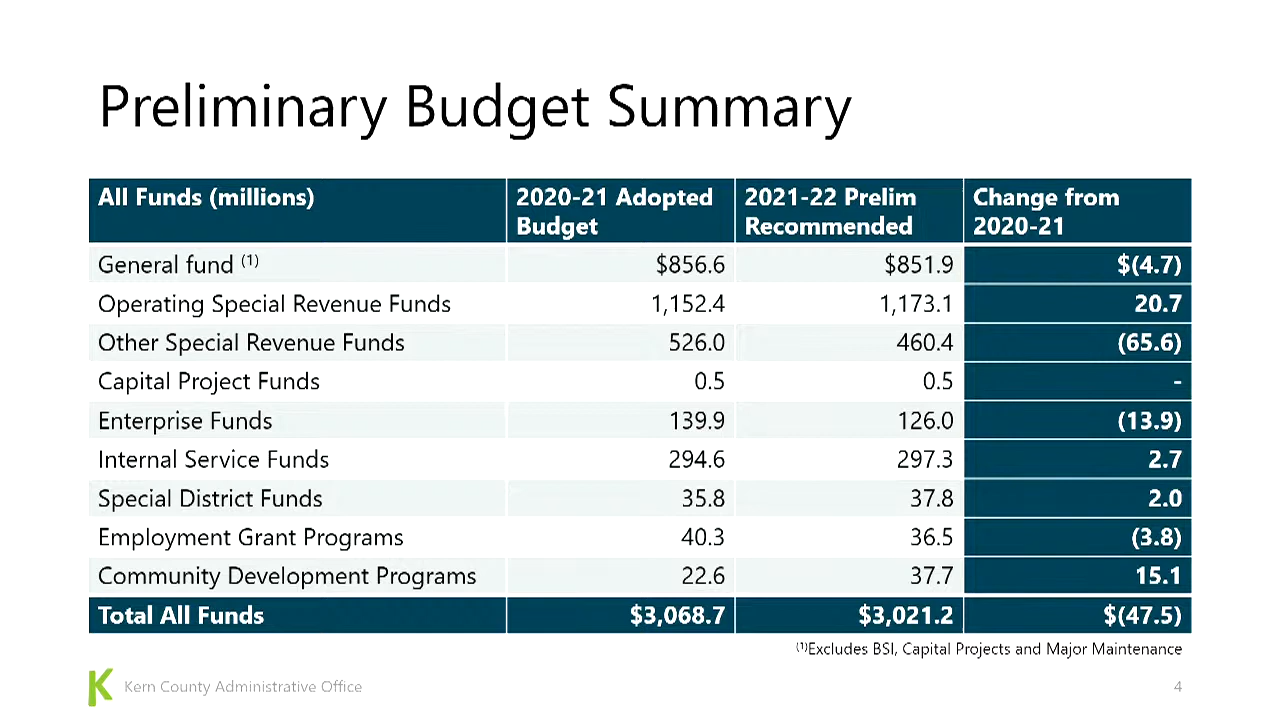 Preliminary Budget Summary
All Funds (millions) 2020-21 Adopted Budget 2021-22 Prelim Recommended Change from 2020-21
General fund (1) $856.6 $851.9 $(4.7)
Operating Special Revenue Funds 1,152.4 1,173.1 20.7
Other Special Revenue Funds 526.0 460.4 (65.6)
Capital Project Funds 0.5 0.5 -
Enterprise Funds 139.9 126.0 (13.9)
Internal Service Funds 294.6 297.3 2.7
Special District Funds 35.8 37.8 2.0
Employment Grant Programs 40.3 36.5 (3.8)
Community Development Programs 22.6 37.7 15.1
Total All Funds $3,068.7 $3,021.2 $(47.5)
(1)Excludes BSI, Capital Projects and Major Maintenance
K Kern County Administrative Office 4